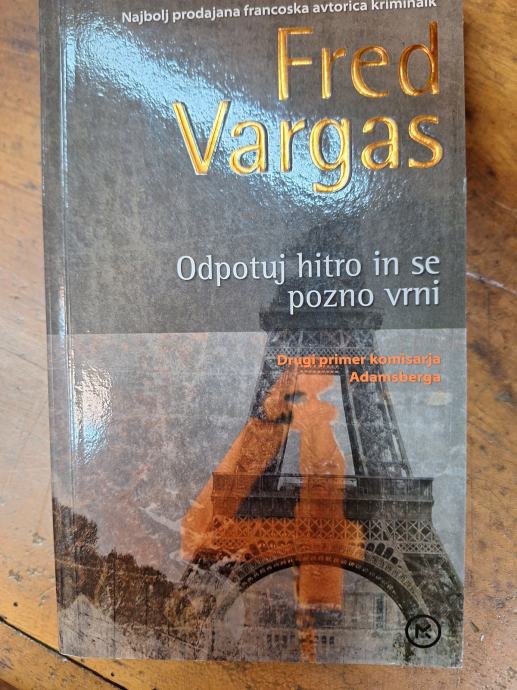 Najbolj prodajana francoska avtorica kriminalk
Fred
Vargas
Odpotuj hitro in se
pozno vrni
Drugi primer komisarja
Adamsberga